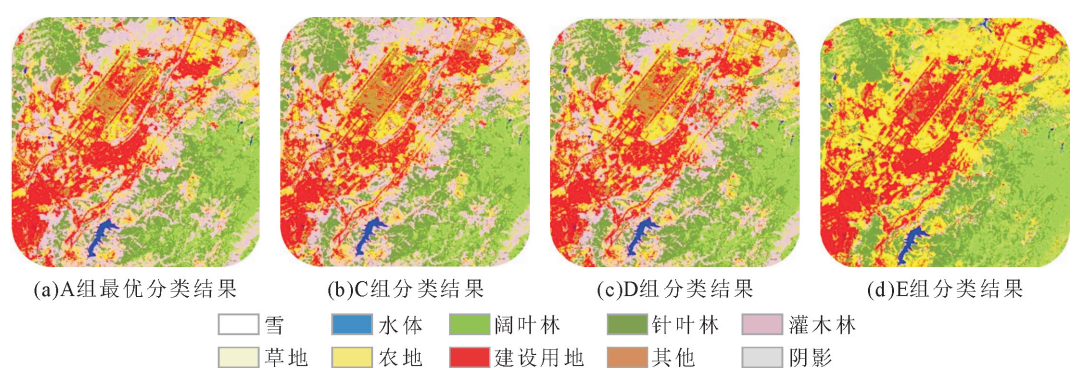 (a)A组最优分类结果
(b)C组分类结果
(c)D组分类结果
(d)E组分类结果
雪
水体
阔叶林
针叶林
灌木林
草地
农地
建设用地
其他
阴影